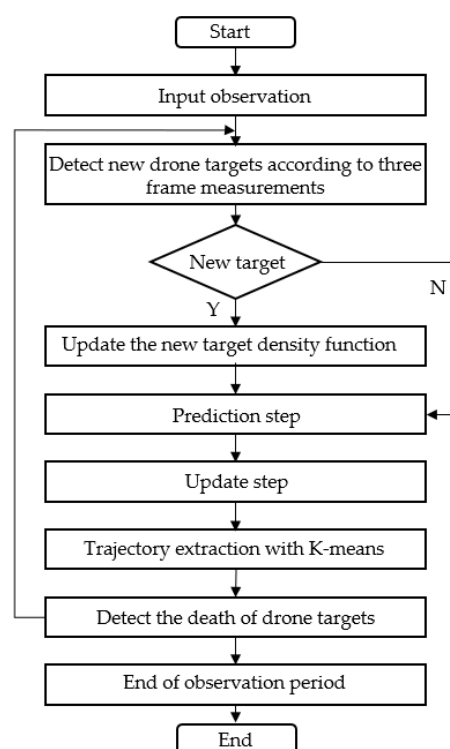 Start
Input observation
Detect new drone targets according to three
frame measurements
New target
N
Y
Update the new target density function
Prediction step
Update step
Trajectory extraction with K-means
Detect the death of drone targets
End of observation period
End